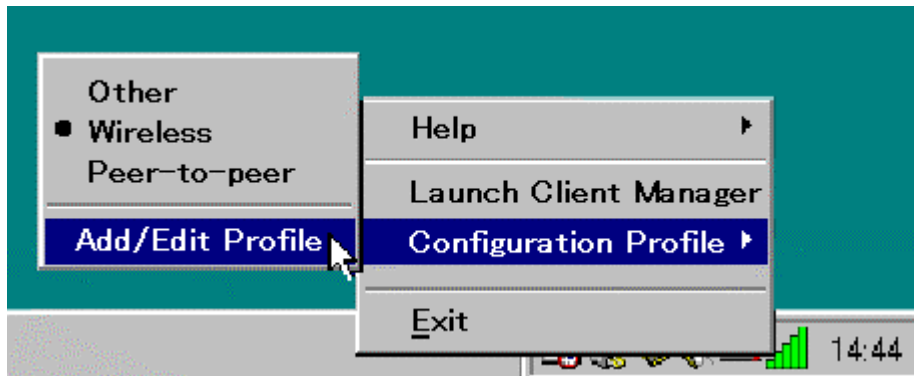 Other
Wireless
Peer-to-peer
Add/Edit Profile
Help
Launch Client Manager
Configuration Profile
Exit
14:44